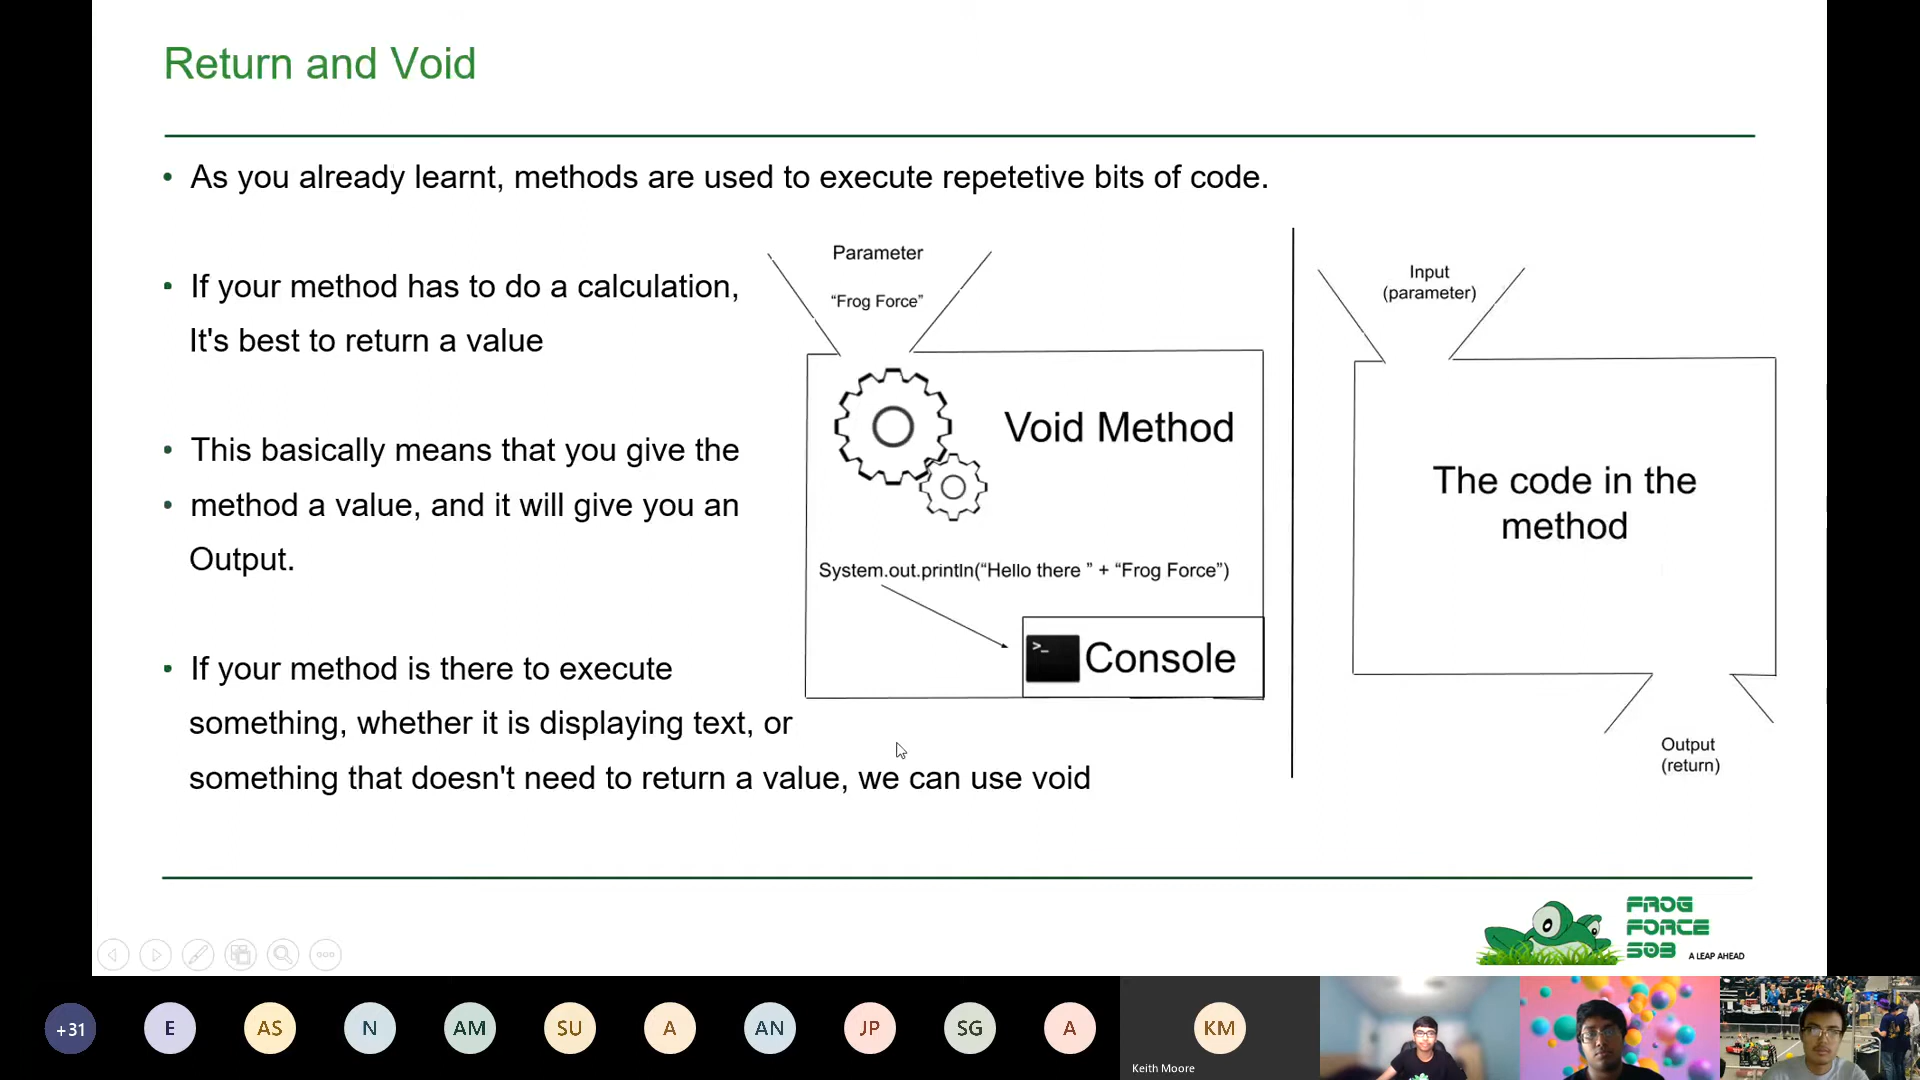 Return and Void
• As you already learnt, methods are used to execute repetetive bits of code.
• If your method has to do a calculation,
It's best to return a value
• This basically means that you give the
• method a value, and it will give you an
Output.
• If your method is there to execute
something, whether it is displaying text, or
something that doesn't need to return a value, we can use void
Parameter
“Frog Force”
Void Method
System.out.println(“Hello there ” + “Frog Force”)
>_
Console
Input
(parameter)
The code in the
method
Output
(return)
FROG
FORCE
503
A LEAP AHEAD
+31
E
AS
N
AM
SU
A
AN
JP
SG
A
KM
Keith Moore